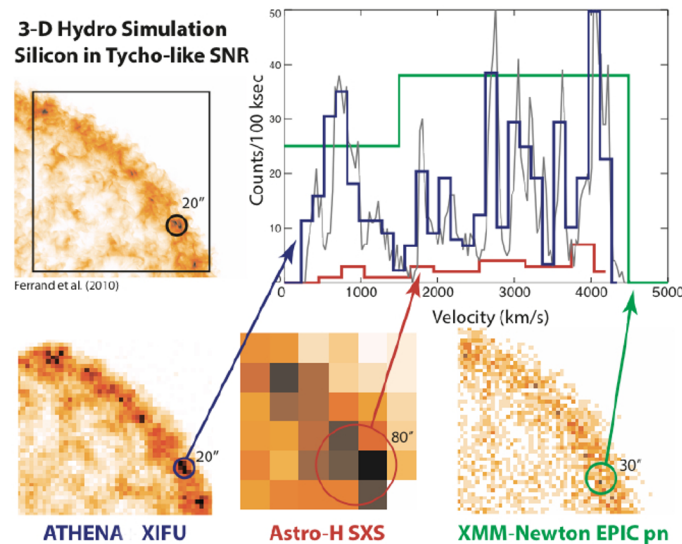 3-D Hydro Simulation
Silicon in Tycho-like SNR
20"
Ferrand et al. (2010)
Counts/100 ksec
50
40
30
20
10
0
0
1000
2000
3000
4000
5000
Velocity (km/s)
20"
80"
30"
ATHENA XIFU
Astro-H SXS
XMM-Newton EPIC pn